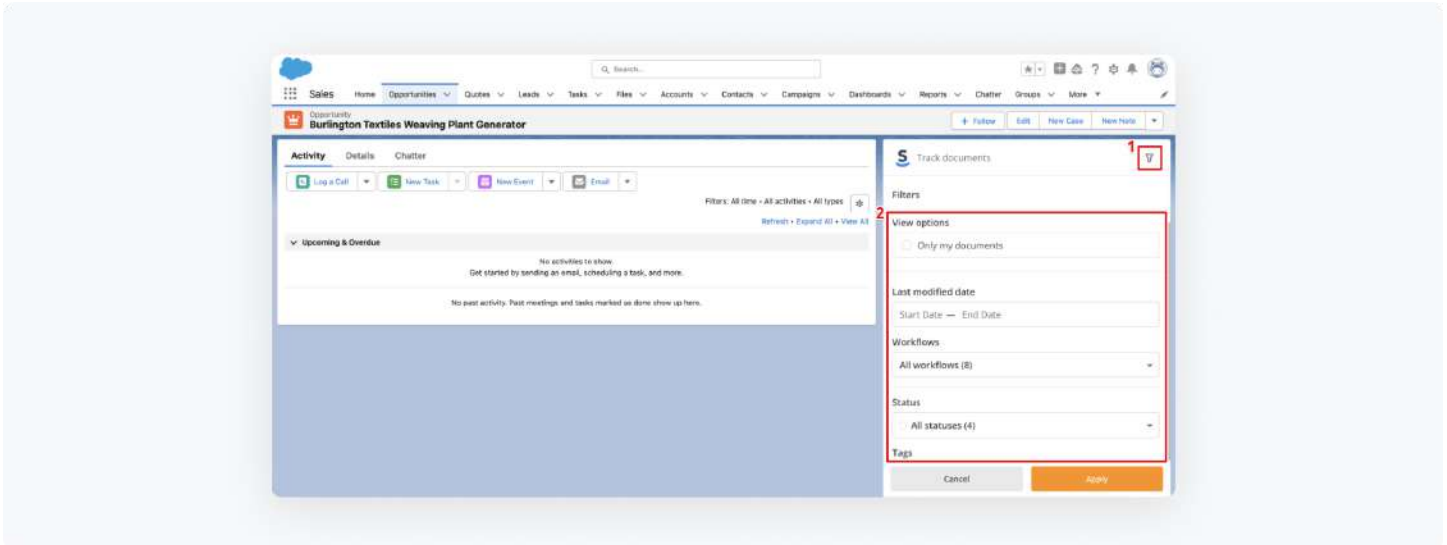 Search...
Sales Home Opportunities Quotes Leads Tasks Files Accounts Contacts Campaigns Dashboards Reports Chatter Groups More
Opportunity
Burlington Textiles Weaving Plant Generator
+ Follow Edit New Case New Note
Activity Details Chatter
Log a Call New Task New Event Email
Filters: All time • All activities • All types
Refresh • Expand All • View All
Upcoming & Overdue
No activities to show.
Get started by sending an email, scheduling a task, and more.
No past activity. Past meetings and tasks marked as done show up here.
S Track documents
1
Filters
2
View options
Only my documents
Last modified date
Start Date — End Date
Workflows
All workflows (8)
Status
All statuses (4)
Tags
Cancel Apply